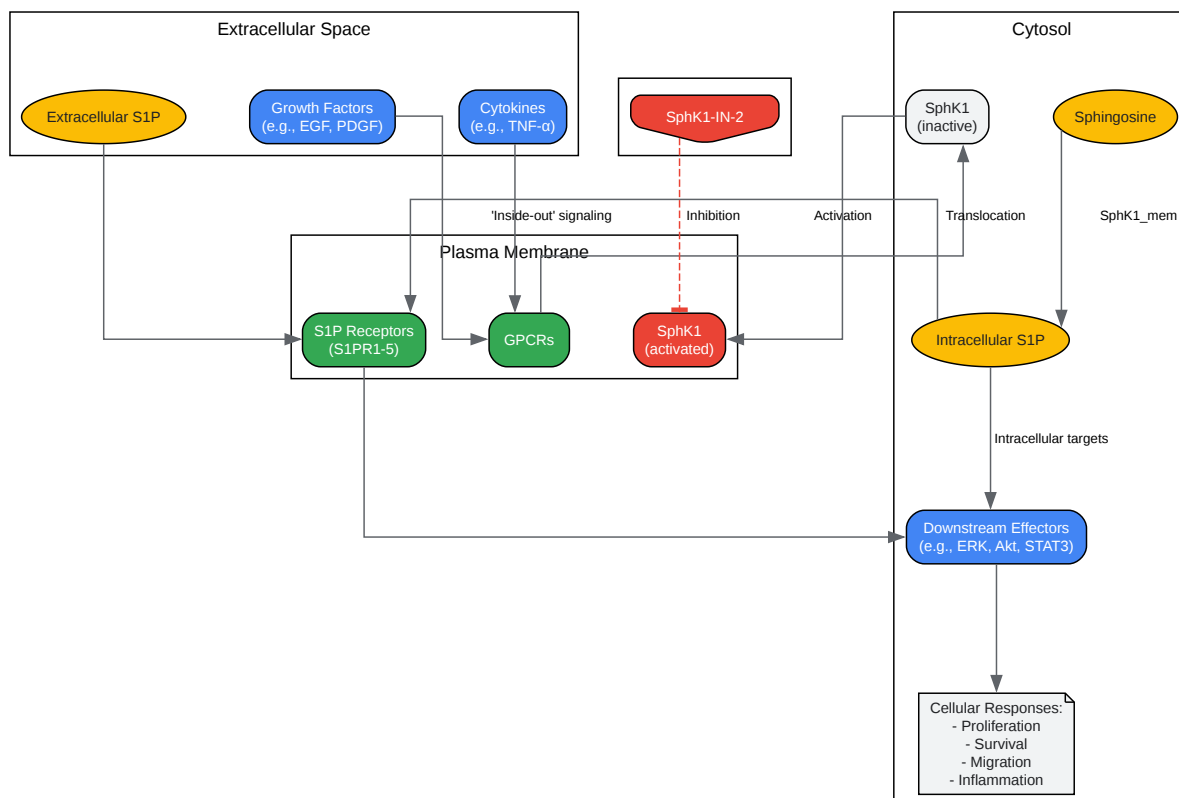 Extracellular Space
Cytosol
Extracellular S1P
Growth Factors
(e.g., EGF, PDGF)
Cytokines
(e.g., TNF-α)
SphK1-IN-2
SphK1
(inactive)
Sphingosine
'Inside-out' signaling
Inhibition
Activation
Translocation
SphK1_mem
Plasma Membrane
S1P Receptors
(S1PR1-5)
GPCRs
SphK1
(activated)
Intracellular S1P
Intracellular targets
Downstream Effectors
(e.g., ERK, Akt, STAT3)
Cellular Responses:
- Proliferation
- Survival
- Migration
- Inflammation